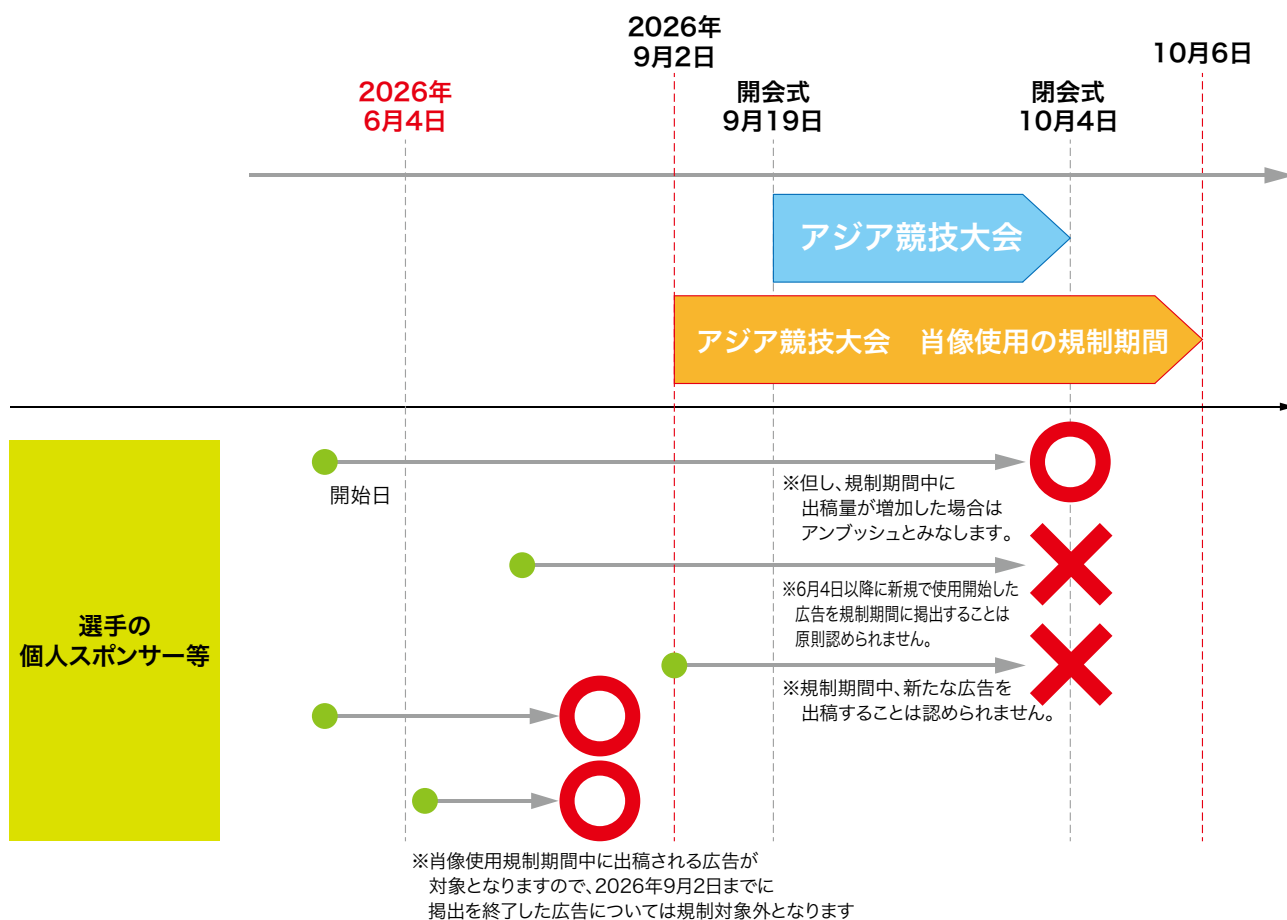 2026年
9月2日
10月6日
2026年
6月4日
開会式
9月19日
閉会式
10月4日
アジア競技大会
アジア競技大会　肖像使用の規制期間
選手の
個人スポンサー等
開始日
※但し、規制期間中に
出稿量が増加した場合は
アンブッシュとみなします。
※6月4日以降に新規で使用開始した
広告を規制期間に掲出することは
原則認められません。
※規制期間中、新たな広告を
出稿することは認められません。
※肖像使用規制期間中に出稿される広告が
対象となりますので、2026年9月2日までに
掲出を終了した広告については規制対象外となります